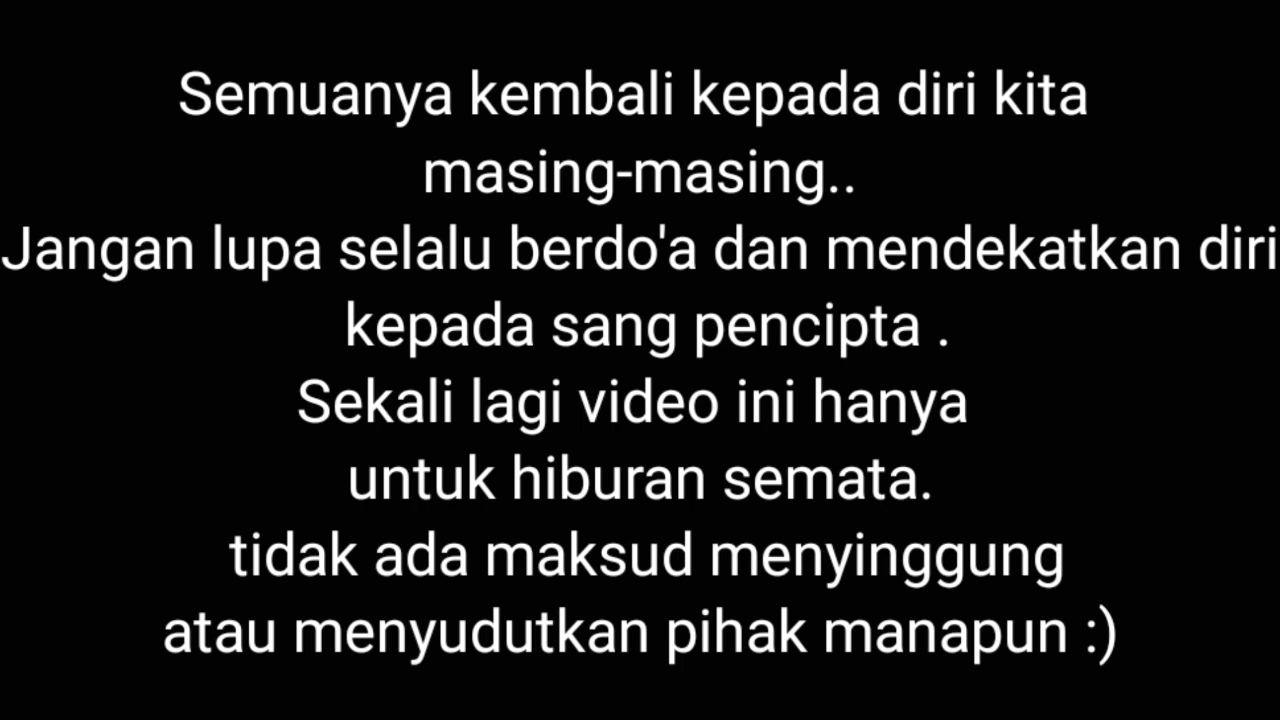 Semuanya kembali kepada diri kita
masing-masing..
Jangan lupa selalu berdo'a dan mendekatkan diri
kepada sang pencipta .
Sekali lagi video ini hanya
untuk hiburan semata.
tidak ada maksud menyinggung
atau menyudutkan pihak manapun :)